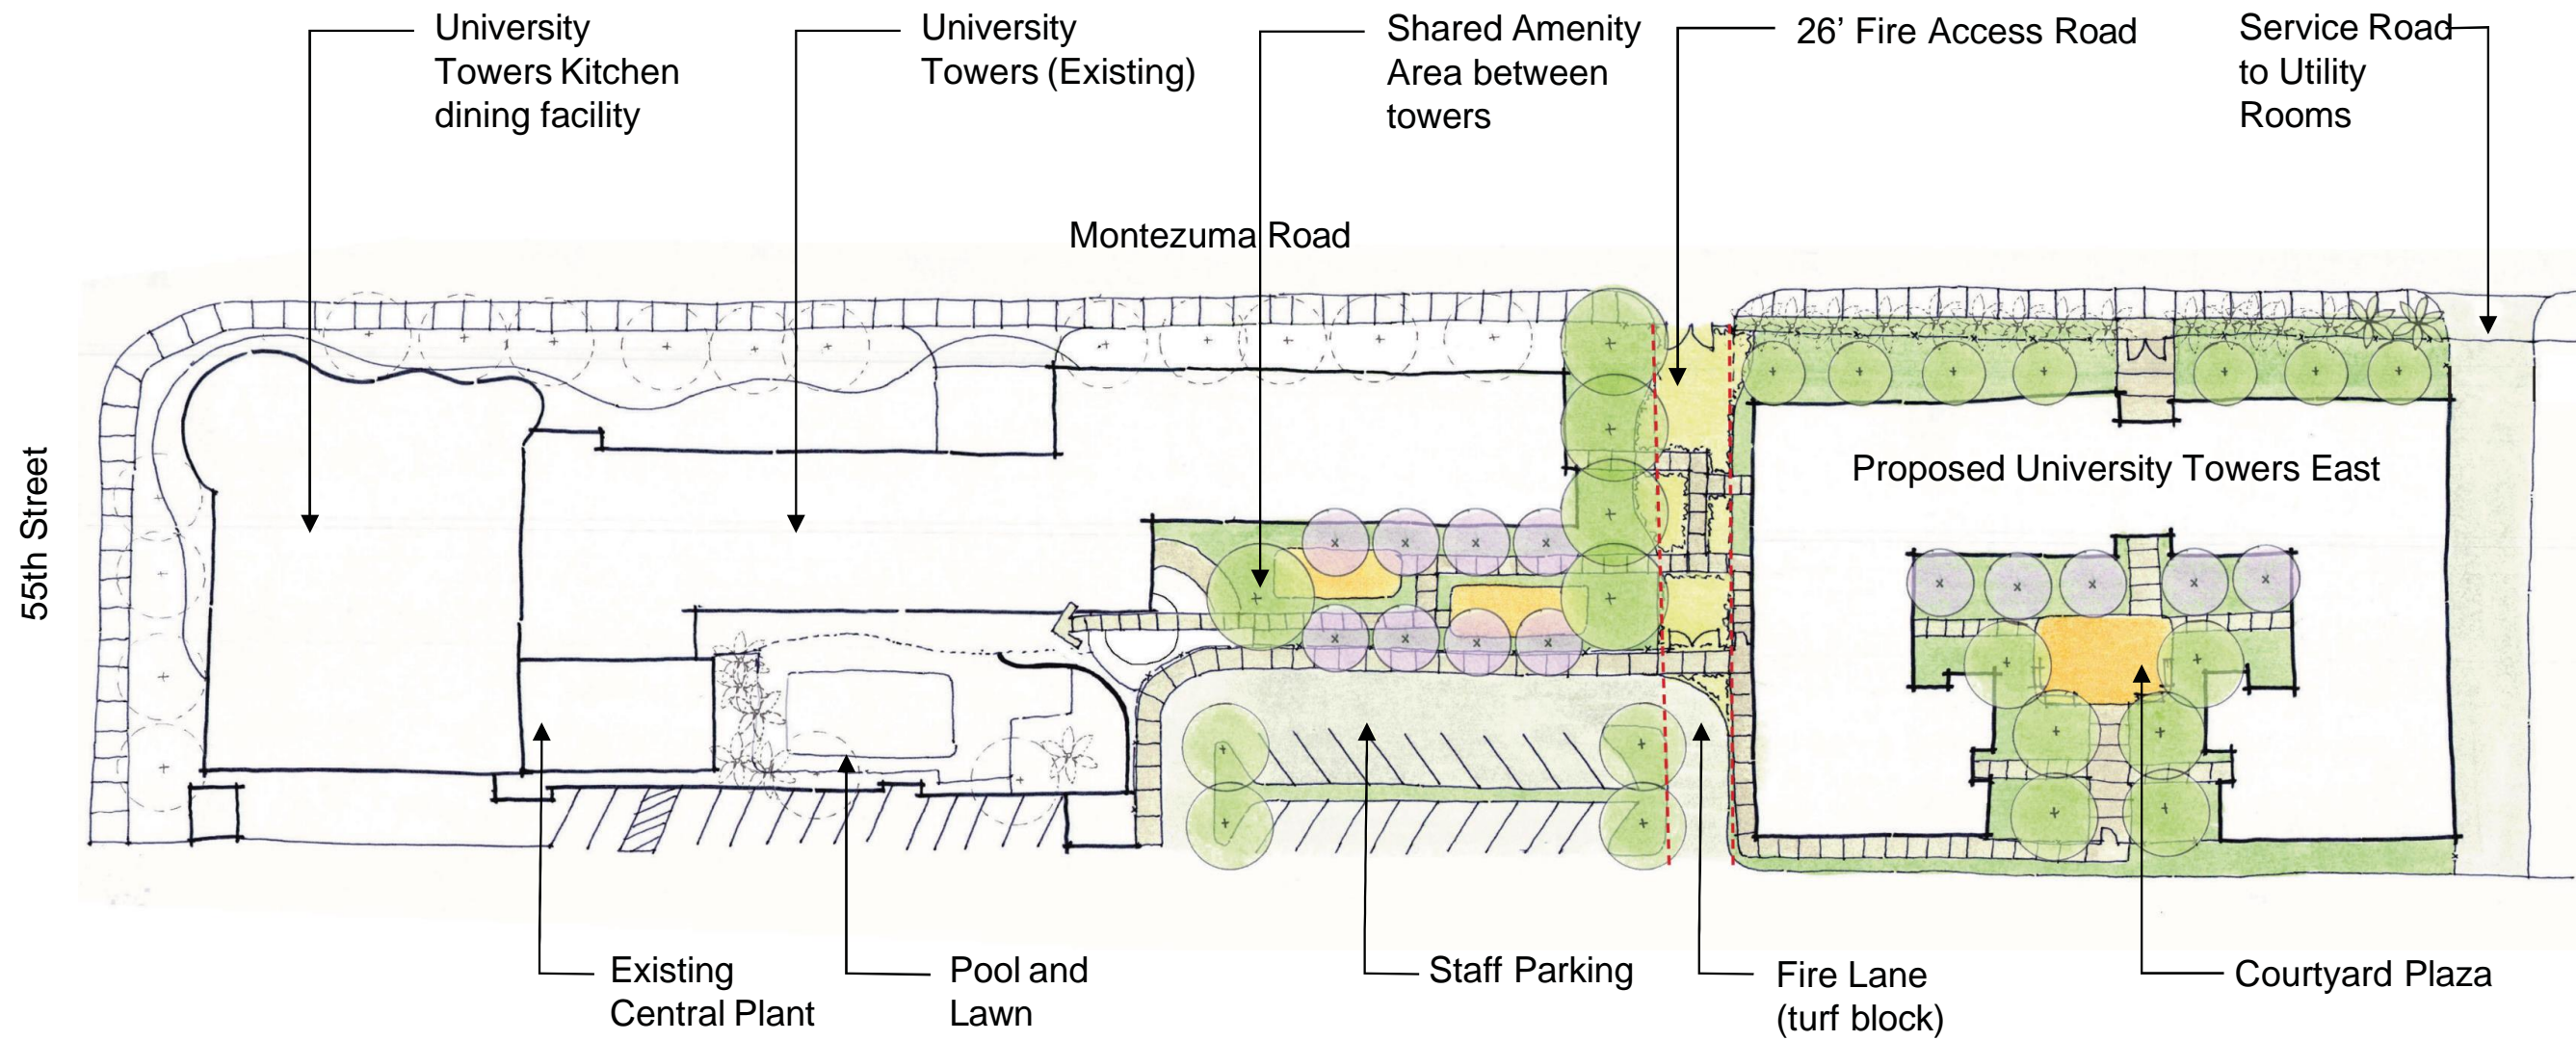 University
Towers Kitchen
dining facility
University
Towers (Existing)
Shared Amenity
Area between
towers
26’ Fire Access Road
Service Road
to Utility
Rooms
Montezuma Road
55th Street
Proposed University Towers East
Existing
Central Plant
Pool and
Lawn
Staff Parking
Fire Lane
(turf block)
Courtyard Plaza